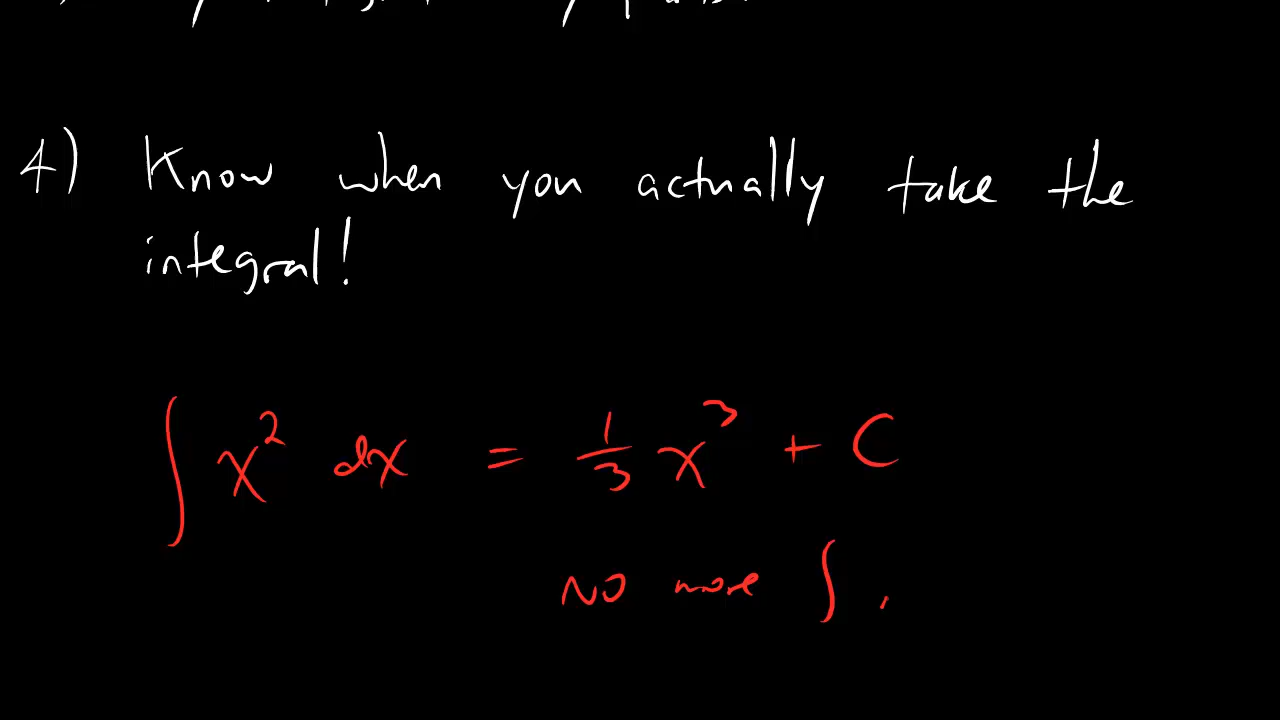 4) Know when you actually take the
integral!
∫ x² dx = 1/3 x³ + C
No more ∫